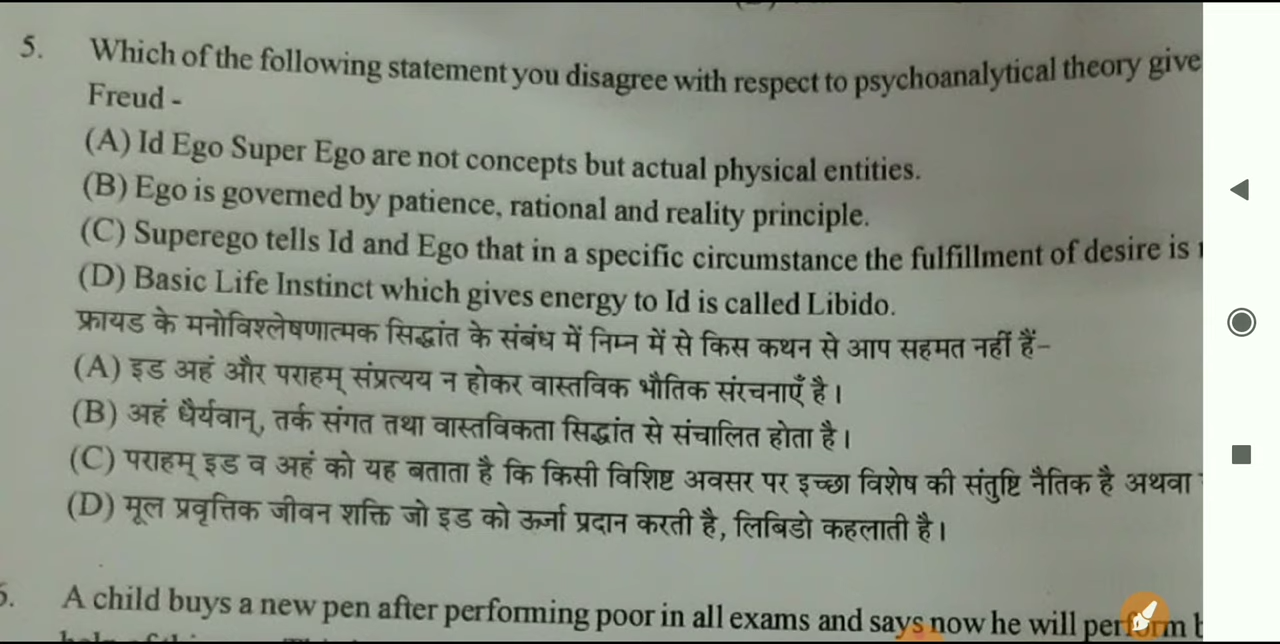 5. Which of the following statement you disagree with respect to psychoanalytical theory give
Freud -
(A) Id Ego Super Ego are not concepts but actual physical entities.
(B) Ego is governed by patience, rational and reality principle.
(C) Superego tells Id and Ego that in a specific circumstance the fulfillment of desire is
(D) Basic Life Instinct which gives energy to Id is called Libido.
फ्रायड के मनोविश्लेषणात्मक सिद्धांत के संबंध में निम्न में से किस कथन से आप सहमत नहीं हैं-
(A) इड अहं और पराहम् संप्रत्यय न होकर वास्तविक भौतिक संरचनाएँ है।
(B) अहं धैर्यवान्, तर्क संगत तथा वास्तविकता सिद्धांत से संचालित होता है।
(C) पराहम् इड व अहं को यह बताता है कि किसी विशिष्ट अवसर पर इच्छा विशेष की संतुष्टि नैतिक है अथवा
(D) मूल प्रवृत्तिक जीवन शक्ति जो इड को ऊर्जा प्रदान करती है, लिबिडो कहलाती है।
A child buys a new pen after performing poor in all exams and says now he will perform